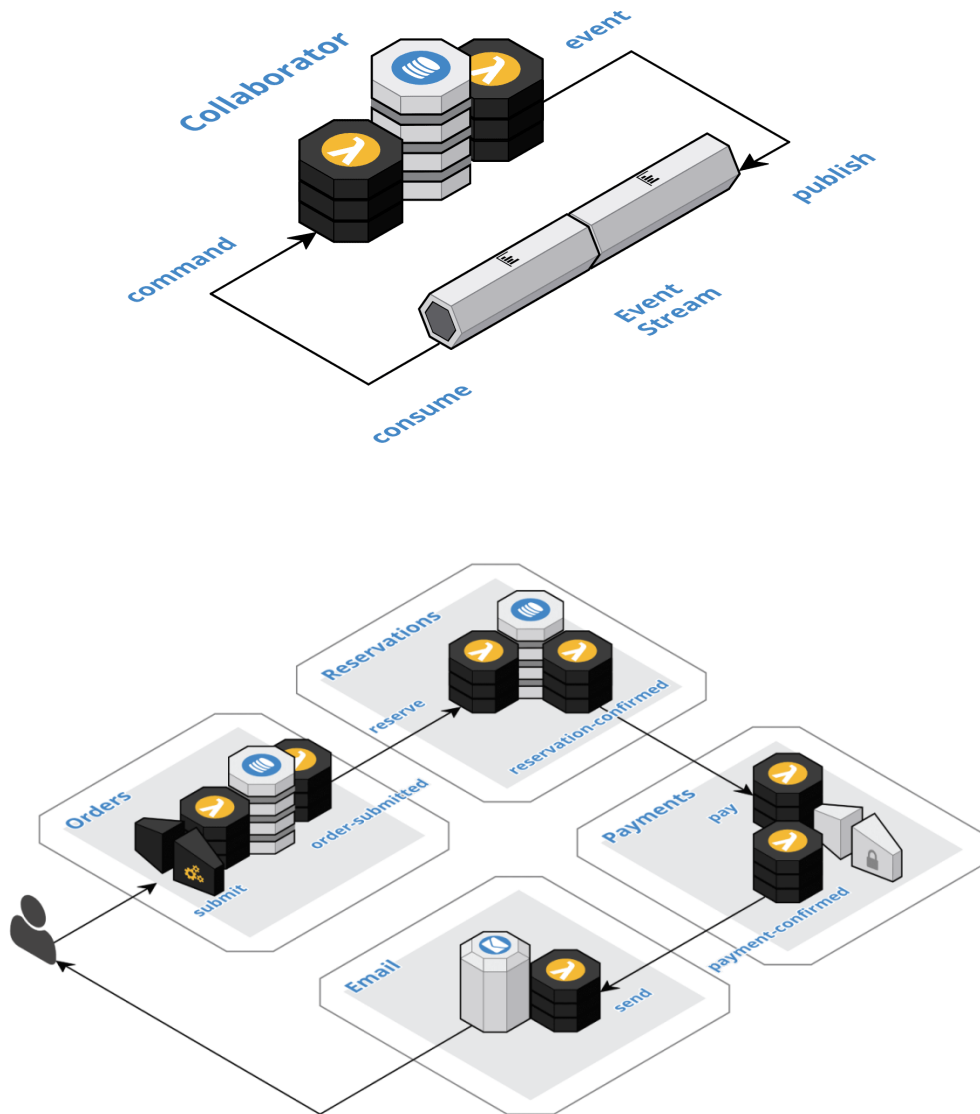 Collaborator
event
command
publish
Event
Stream
consume
Reservations
reserve
reservation-confirmed
Orders
order-submitted
submit
Payments
pay
payment-confirmed
Email
send